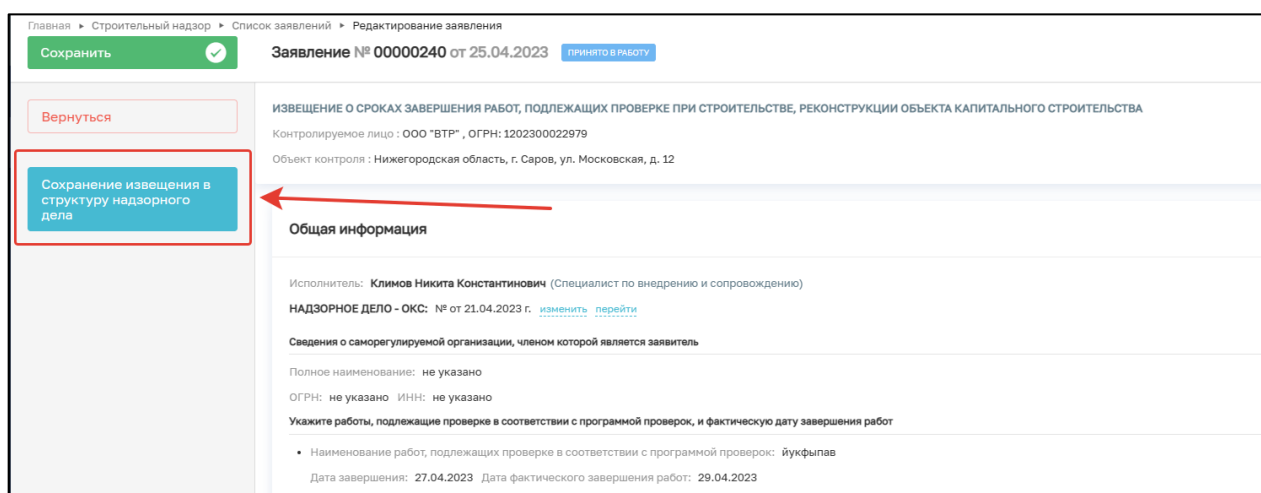 Главная ▸ Строительный надзор ▸ Список заявлений ▸ Редактирование заявления
Сохранить
Заявление № 00000240 от 25.04.2023 ПРИНЯТО В РАБОТУ
Вернуться
Сохранение извещения в
структуру надзорного
дела
ИЗВЕЩЕНИЕ О СРОКАХ ЗАВЕРШЕНИЯ РАБОТ, ПОДЛЕЖАЩИХ ПРОВЕРКЕ ПРИ СТРОИТЕЛЬСТВЕ, РЕКОНСТРУКЦИИ ОБЪЕКТА КАПИТАЛЬНОГО СТРОИТЕЛЬСТВА
Контролируемое лицо : ООО "ВТР" , ОГРН: 1202300022979
Объект контроля : Нижегородская область, г. Саров, ул. Московская, д. 12
Общая информация
Исполнитель: Климов Никита Константинович (Специалист по внедрению и сопровождению)
НАДЗОРНОЕ ДЕЛО - ОКС: № от 21.04.2023 г. изменить перейти
Сведения о саморегулируемой организации, членом которой является заявитель
Полное наименование: не указано
ОГРН: не указано ИНН: не указано
Укажите работы, подлежащие проверке в соответствии с программой проверок, и фактическую дату завершения работ
• Наименование работ, подлежащих проверке в соответствии с программой проверок: йукфыпав
Дата завершения: 27.04.2023 Дата фактического завершения работ: 29.04.2023